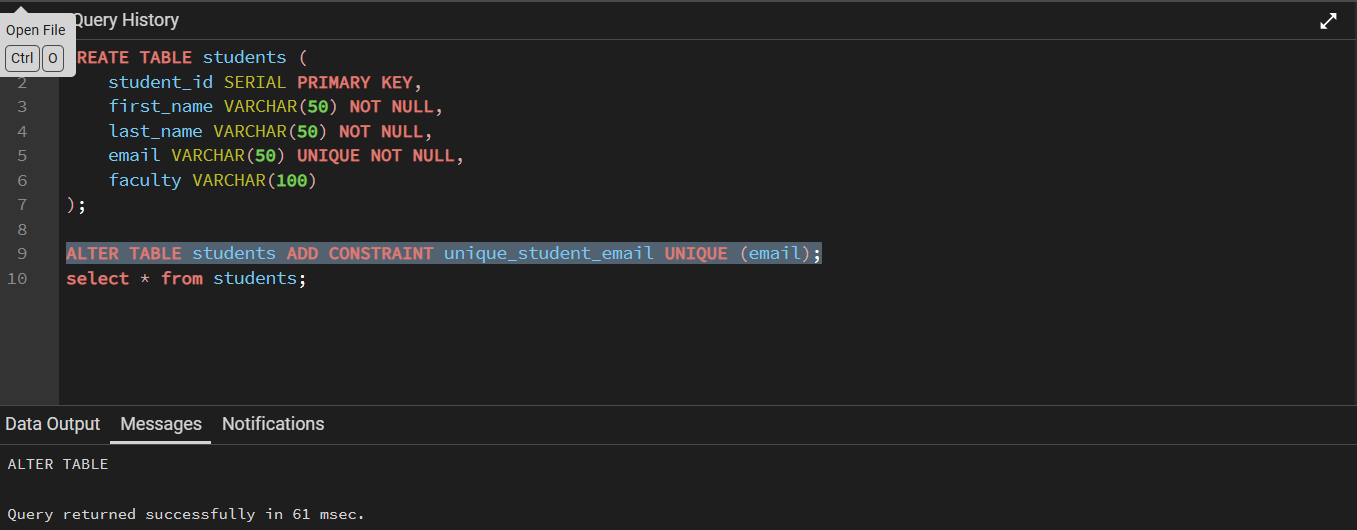 Open File
Ctrl O
Query History
REATE TABLE students (
2 student_id SERIAL PRIMARY KEY,
3 first_name VARCHAR(50) NOT NULL,
4 last_name VARCHAR(50) NOT NULL,
5 email VARCHAR(50) UNIQUE NOT NULL,
6 faculty VARCHAR(100)
7 );
8
9 ALTER TABLE students ADD CONSTRAINT unique_student_email UNIQUE (email);
10 select * from students;
Data Output Messages Notifications
ALTER TABLE
Query returned successfully in 61 msec.